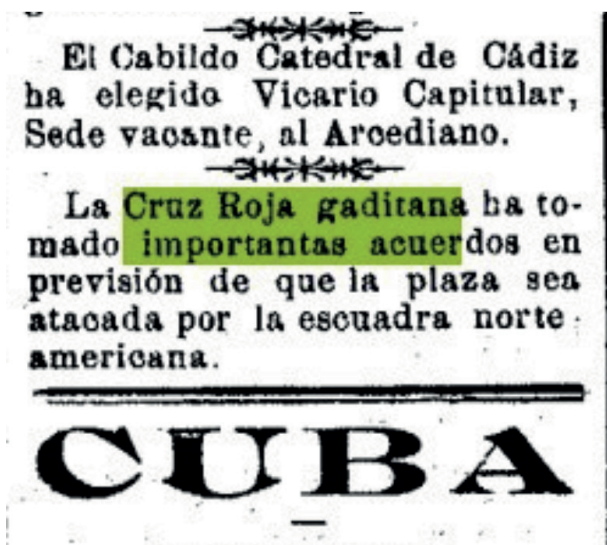 El Cabildo Catedral de Cádiz
ha elegido Vicario Capitular,
Sede vacante, al Arcediano.
La Cruz Roja gaditana ha to-
mado importantas acuerdos en
previsión de que la plaza sea
atacada por la escuadra norte
americana.
CUBA